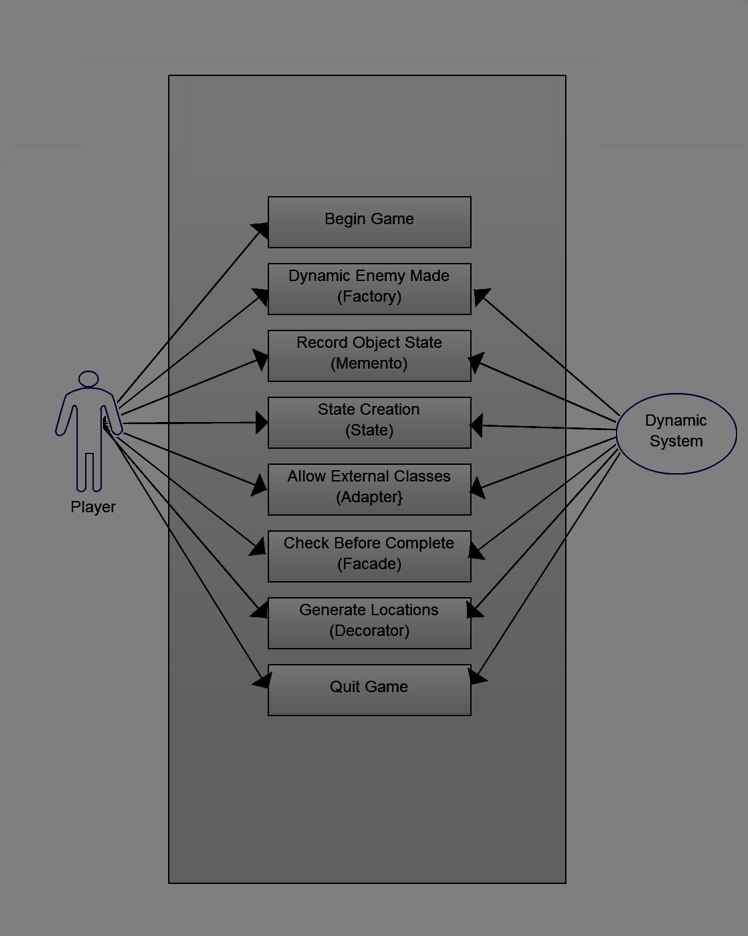 Begin Game
Dynamic Enemy Made
(Factory)
Record Object State
(Memento)
State Creation
(State)
Allow External Classes
(Adapter}
Check Before Complete
(Facade)
Generate Locations
(Decorator)
Quit Game
Player
Dynamic
System